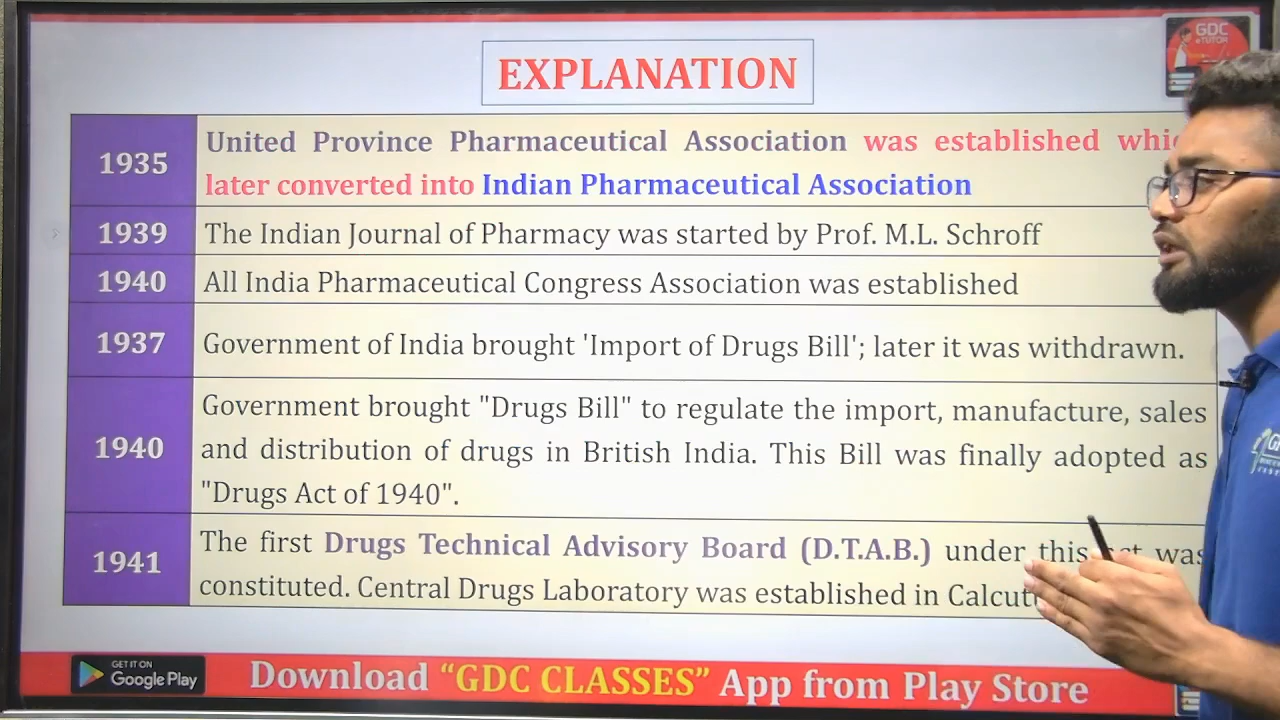 GDC
eTUTOR
EXPLANATION
1935
United Province Pharmaceutical Association was established
later converted into Indian Pharmaceutical Association
1939
The Indian Journal of Pharmacy was started by Prof. M.L. Schroff
1940
All India Pharmaceutical Congress Association was established
1937
Government of India brought 'Import of Drugs Bill'; later it was withdrawn.
1940
Government brought "Drugs Bill" to regulate the import, manufacture, sales
and distribution of drugs in British India. This Bill was finally adopted as
"Drugs Act of 1940".
1941
The first Drugs Technical Advisory Board (D.T.A.B.) under this act was
constituted. Central Drugs Laboratory was established in
GET IT ON
Google Play
Download “GDC CLASSES” App from Play Store